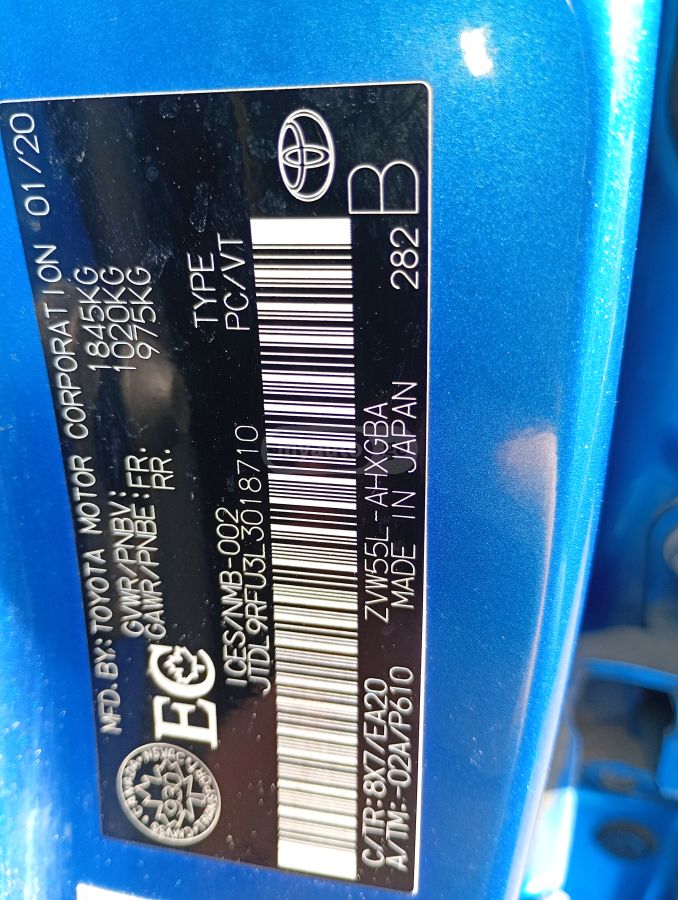 MFD. BY: TOYOTA MOTOR CORPORATION 01/20
GVWR/PNBV: 1845KG
GAWR/PNBE: FR. 1020KG
RR. 975KG
EC
ICES/NMB-002 TYPE
JTDL9RFU3L3018710 PC/VT
C/TR: 8X7/EA20 ZVW55L-AHXGBA 282
A/TM: -02A/P610 MADE IN JAPAN
B